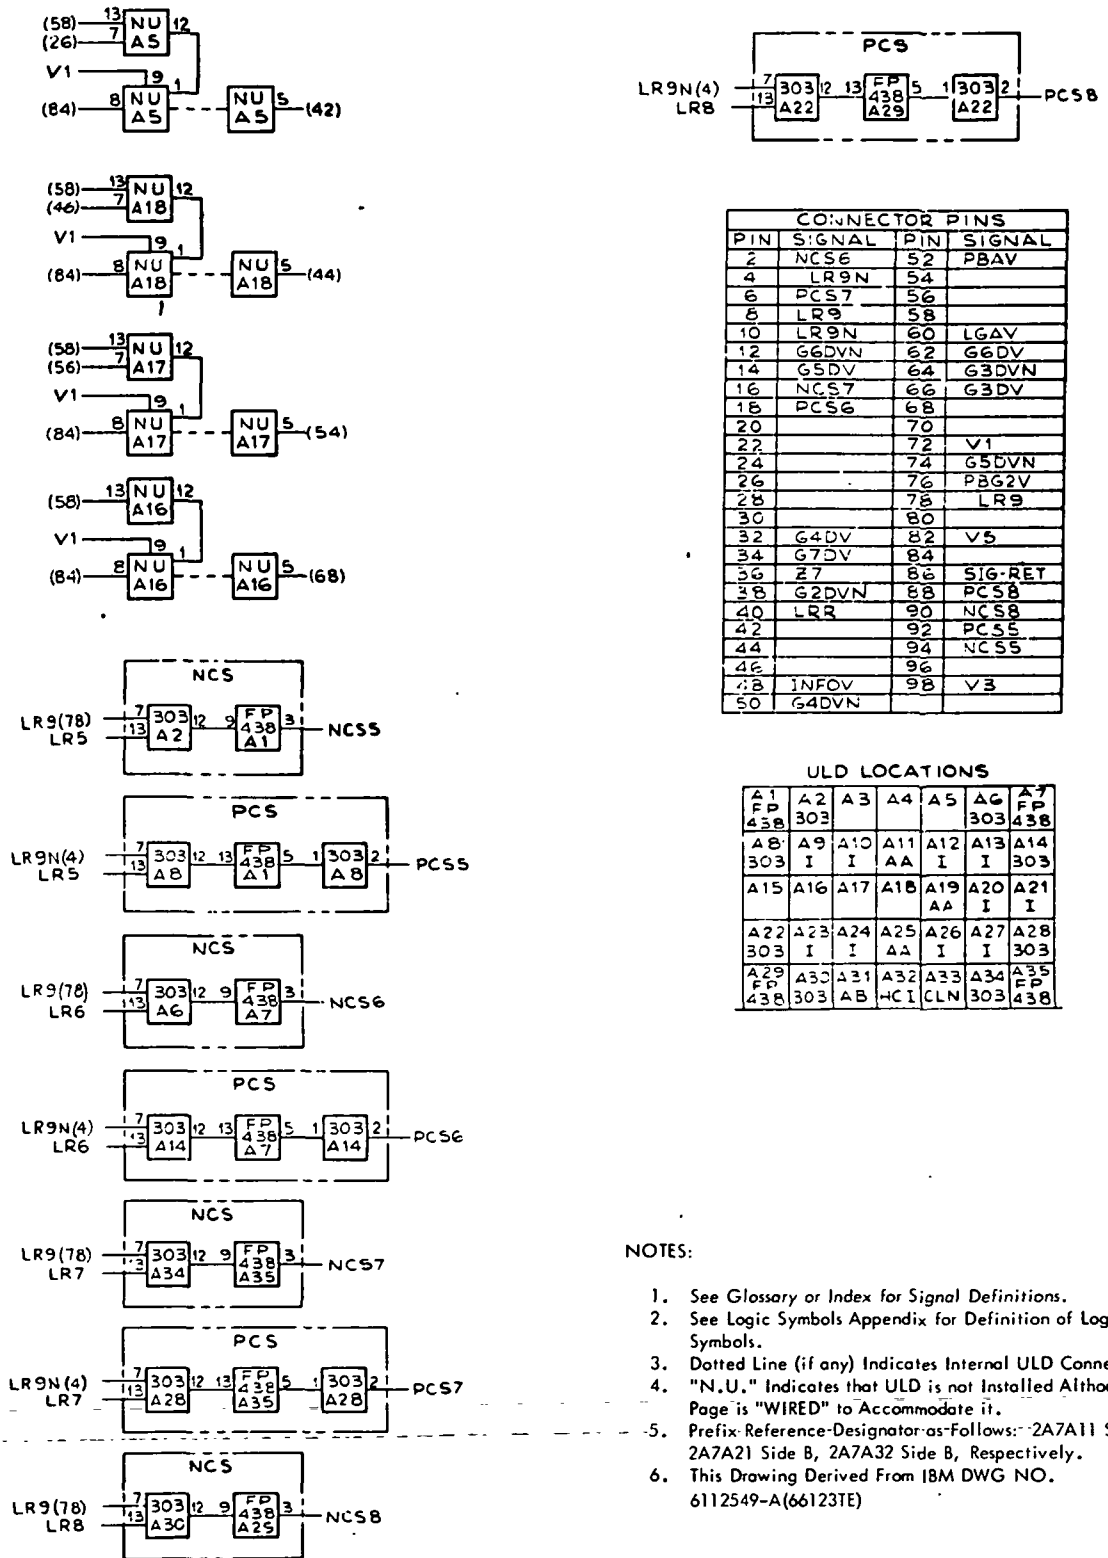 (58) 13 NU A5 12
(26) 7
V1 9 1
(84) 8 NU A5 NU A5 5 (42)
(58) 13 NU A18 12
(46) 7
V1 9 1
(84) 8 NU A18 NU A18 5 (44)
(58) 13 NU A17 12
(56) 7
V1 9 1
(84) 8 NU A17 NU A17 5 (54)
(58) 13 NU A16 12
V1 9 1
(84) 8 NU A16 NU A16 5 (68)
NCS
LR9(78) 7 303 A2 12 9 FP 438 A1 3 NCS5
LR5 13
PCS
LR9N(4) 7 303 A8 12 13 FP 438 A1 5 1 303 A8 2 PCS5
LR5 13
NCS
LR9(78) 7 303 A6 12 9 FP 438 A7 3 NCS6
LR6 13
PCS
LR9N(4) 7 303 A14 12 13 FP 438 A7 5 1 303 A14 2 PCS6
LR6 13
NCS
LR9(78) 7 303 A34 12 9 FP 438 A35 3 NCS7
LR7 13
PCS
LR9N(4) 7 303 A28 12 13 FP 438 A35 5 1 303 A28 2 PCS7
LR7 13
NCS
LR9(78) 7 303 A30 12 9 FP 438 A29 3 NCS8
LR8 13
PCS
LR9N(4) 7 303 A22 12 13 FP 438 A29 5 1 303 A22 2 PCS8
LR8 13
CONNECTOR PINS
PIN SIGNAL PIN SIGNAL
2 NCS6 52 PBAV
4 LR9N 54
6 PCS7 56
8 LR9 58
10 LR9N 60 LGAV
12 G6DVN 62 G6DV
14 G5DV 64 G3DVN
16 NCS7 66 G3DV
18 PCS6 68
20 70
22 72 V1
24 74 G5DVN
26 76 PBG2V
28 78 LR9
30 80
32 G4DV 82 V5
34 G7DV 84
36 Z7 86 SIG-RET
38 G2DVN 88 PCS8
40 LRR 90 NCS8
42 92 PCS5
44 94 NCS5
46 96
48 INFOV 98 V3
50 G4DVN
ULD LOCATIONS
A1 FP 438 A2 303 A3 A4 A5 A6 303 A7 FP 438
A8 303 A9 I A10 I A11 AA A12 I A13 I A14 303
A15 A16 A17 A18 A19 AA A20 I A21 I
A22 303 A23 I A24 I A25 AA A26 I A27 I A28 303
A29 FP 438 A30 303 A31 AB A32 HCI A33 CLN A34 303 A35 FP 438
NOTES:
1. See Glossary or Index for Signal Definitions.
2. See Logic Symbols Appendix for Definition of Log
Symbols.
3. Dotted Line (if any) Indicates Internal ULD Conne
4. "N.U." Indicates that ULD is not Installed Altho
Page is "WIRED" to Accommodate it.
5. Prefix Reference Designator as Follows: 2A7A11 S
2A7A21 Side B, 2A7A32 Side B, Respectively.
6. This Drawing Derived From IBM DWG NO.
6112549-A(66123TE)